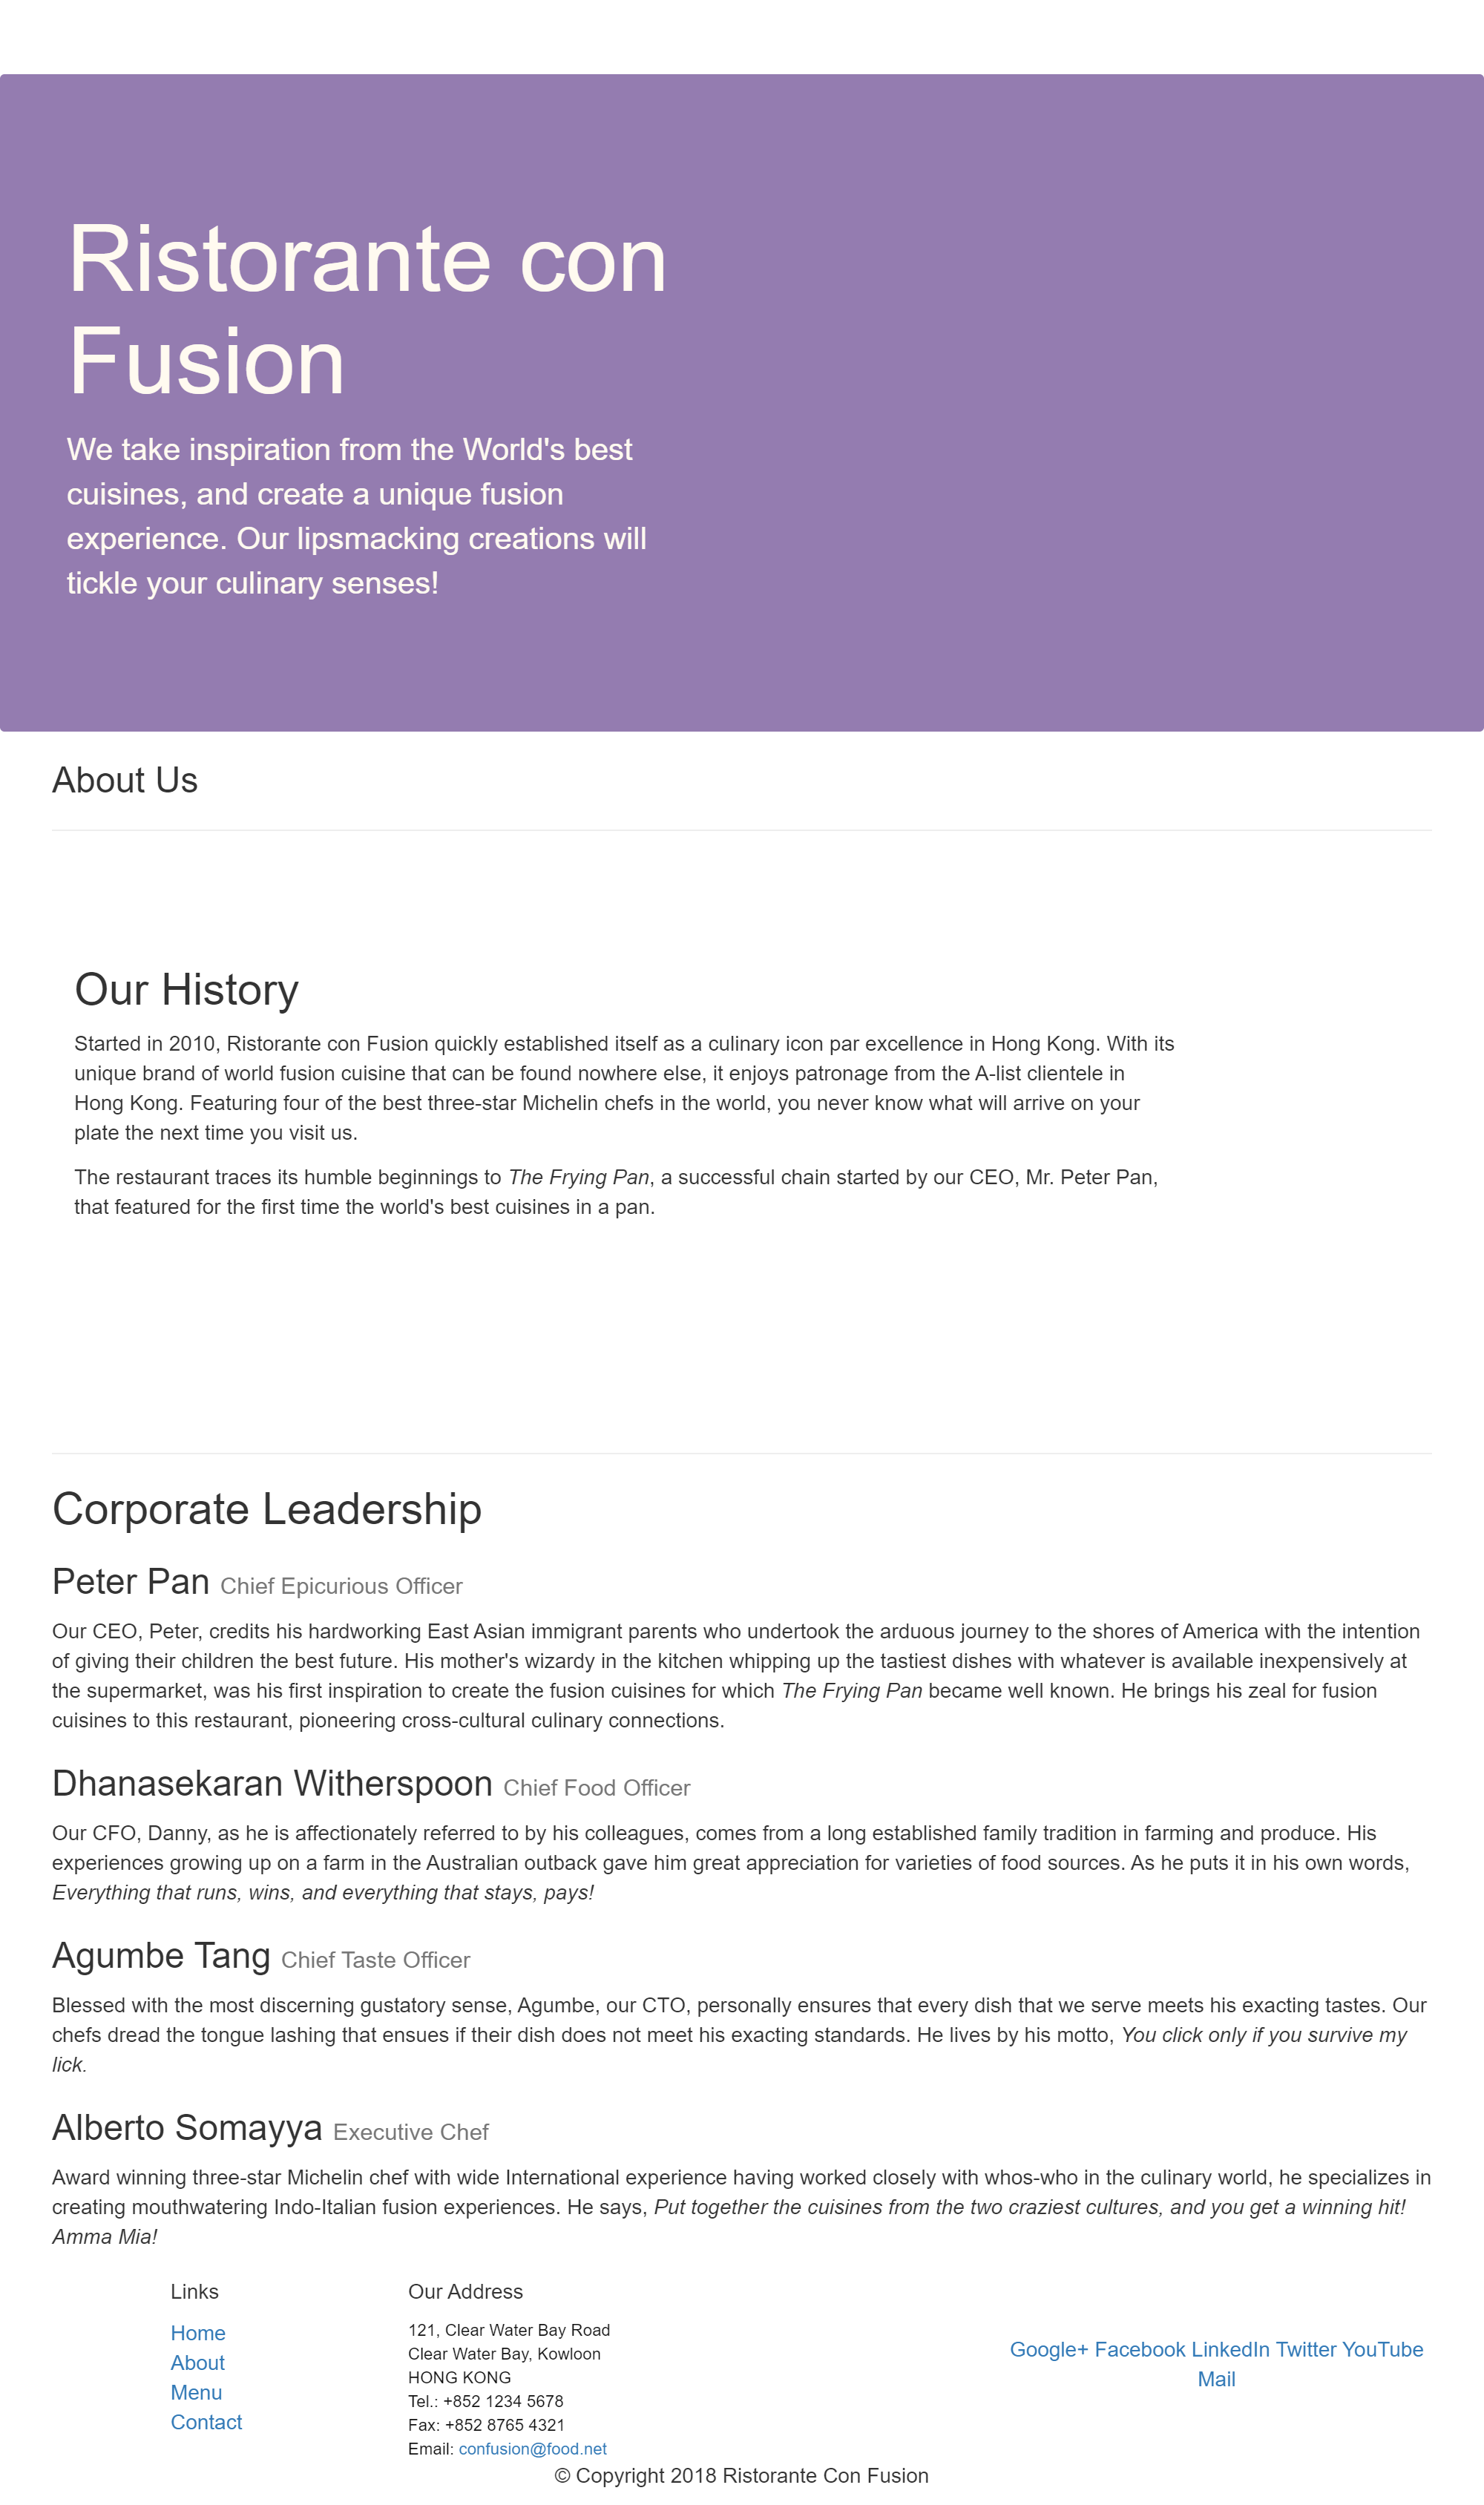 Ristorante con
Fusion
We take inspiration from the World's best
cuisines, and create a unique fusion
experience. Our lipsmacking creations will
tickle your culinary senses!
About Us
Our History
Started in 2010, Ristorante con Fusion quickly established itself as a culinary icon par excellence in Hong Kong. With its
unique brand of world fusion cuisine that can be found nowhere else, it enjoys patronage from the A-list clientele in
Hong Kong. Featuring four of the best three-star Michelin chefs in the world, you never know what will arrive on your
plate the next time you visit us.
The restaurant traces its humble beginnings to The Frying Pan, a successful chain started by our CEO, Mr. Peter Pan,
that featured for the first time the world's best cuisines in a pan.
Corporate Leadership
Peter Pan Chief Epicurious Officer
Our CEO, Peter, credits his hardworking East Asian immigrant parents who undertook the arduous journey to the shores of America with the intention
of giving their children the best future. His mother's wizardy in the kitchen whipping up the tastiest dishes with whatever is available inexpensively at
the supermarket, was his first inspiration to create the fusion cuisines for which The Frying Pan became well known. He brings his zeal for fusion
cuisines to this restaurant, pioneering cross-cultural culinary connections.
Dhanasekaran Witherspoon Chief Food Officer
Our CFO, Danny, as he is affectionately referred to by his colleagues, comes from a long established family tradition in farming and produce. His
experiences growing up on a farm in the Australian outback gave him great appreciation for varieties of food sources. As he puts it in his own words,
Everything that runs, wins, and everything that stays, pays!
Agumbe Tang Chief Taste Officer
Blessed with the most discerning gustatory sense, Agumbe, our CTO, personally ensures that every dish that we serve meets his exacting tastes. Our
chefs dread the tongue lashing that ensues if their dish does not meet his exacting standards. He lives by his motto, You click only if you survive my
lick.
Alberto Somayya Executive Chef
Award winning three-star Michelin chef with wide International experience having worked closely with whos-who in the culinary world, he specializes in
creating mouthwatering Indo-Italian fusion experiences. He says, Put together the cuisines from the two craziest cultures, and you get a winning hit!
Amma Mia!
Links
Home
About
Menu
Contact
Our Address
121, Clear Water Bay Road
Clear Water Bay, Kowloon
HONG KONG
Tel.: +852 1234 5678
Fax: +852 8765 4321
Email: confusion@food.net
Google+ Facebook LinkedIn Twitter YouTube
Mail
© Copyright 2018 Ristorante Con Fusion